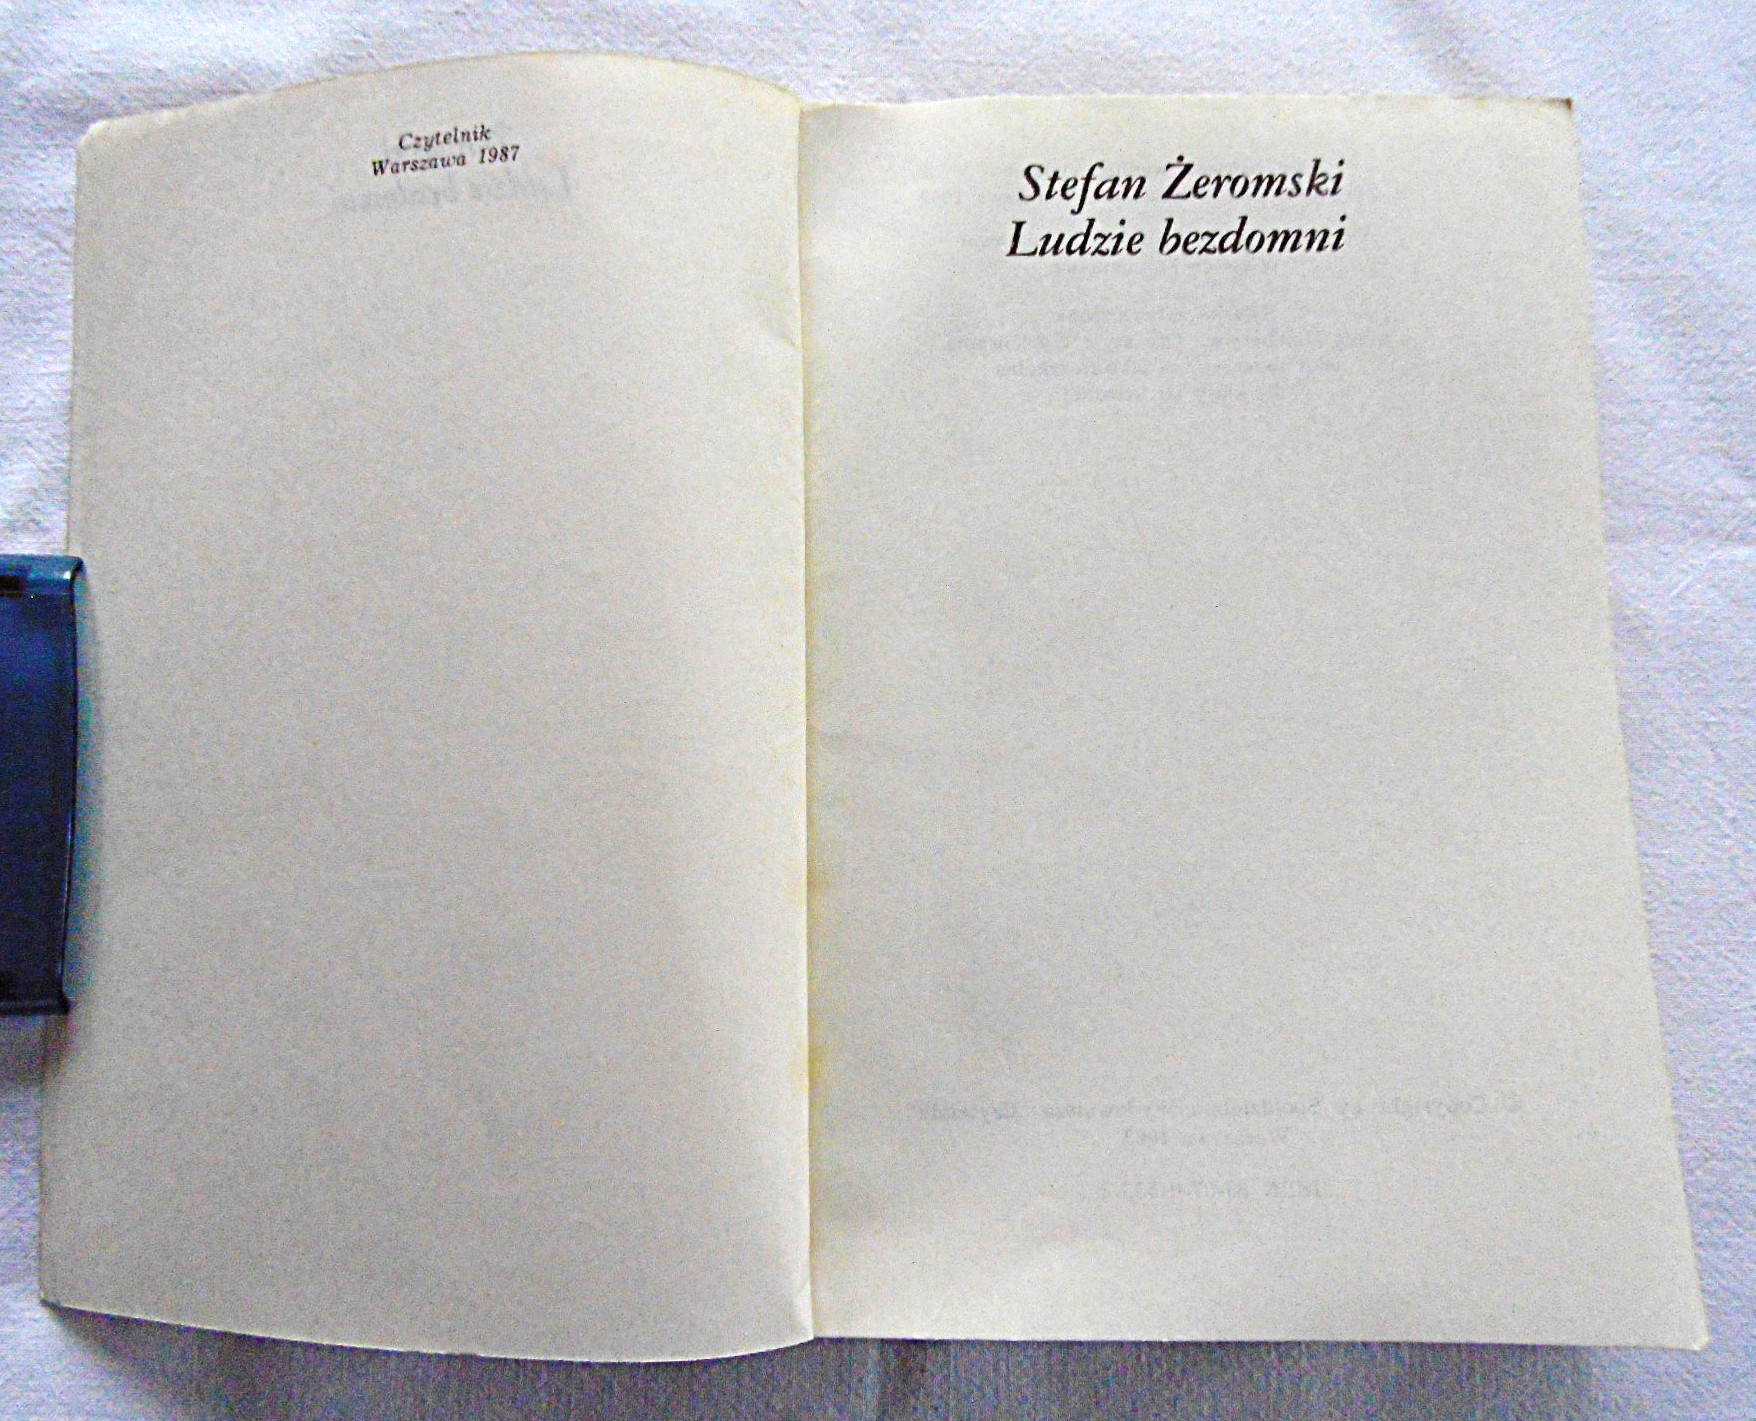 Czytelnik
Warszawa 1987
Stefan Żeromski
Ludzie bezdomni